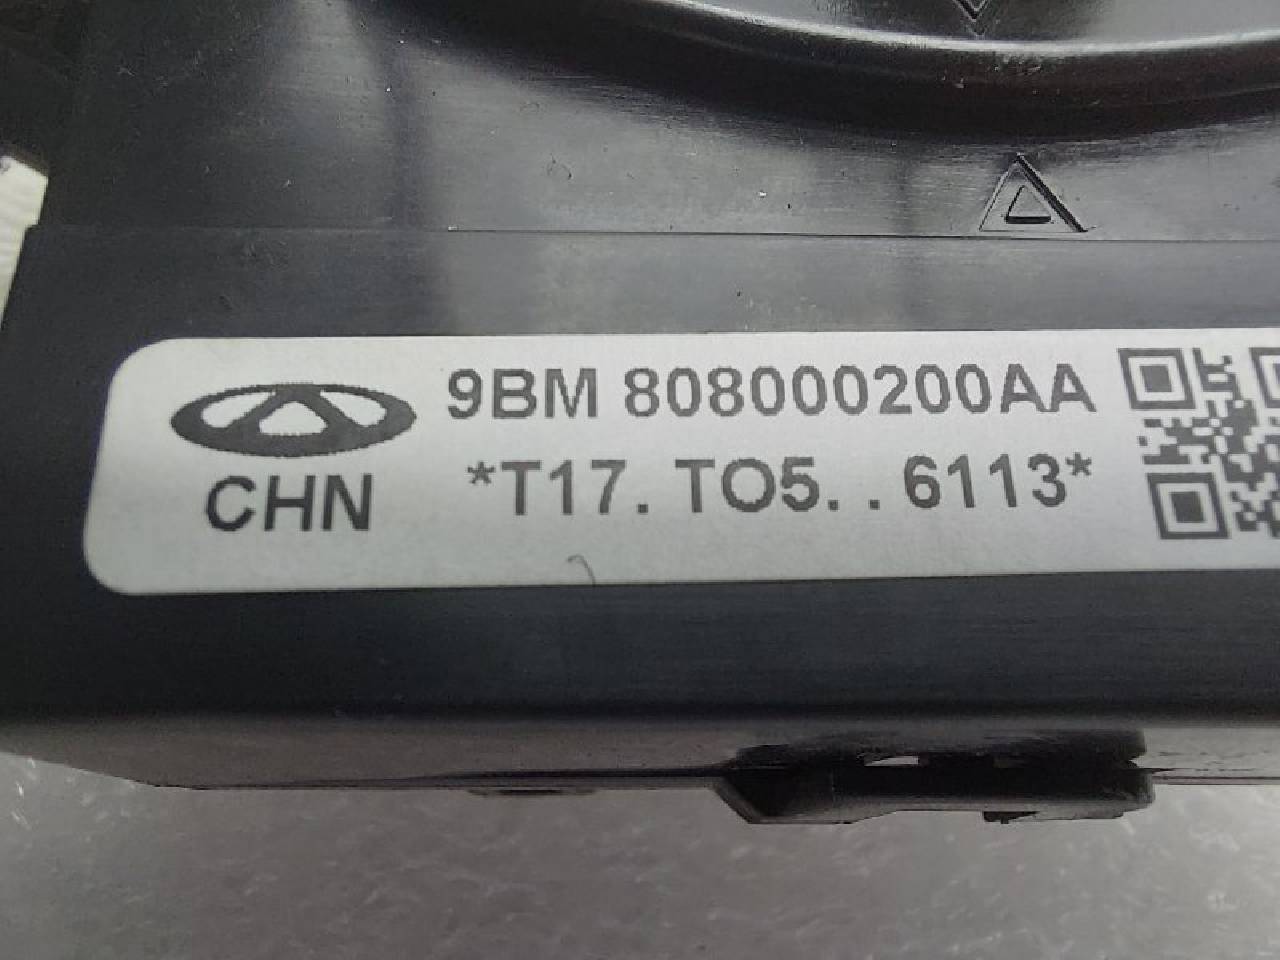 9BM 808000200AA
CHN
*T17. TO5. . 6113*